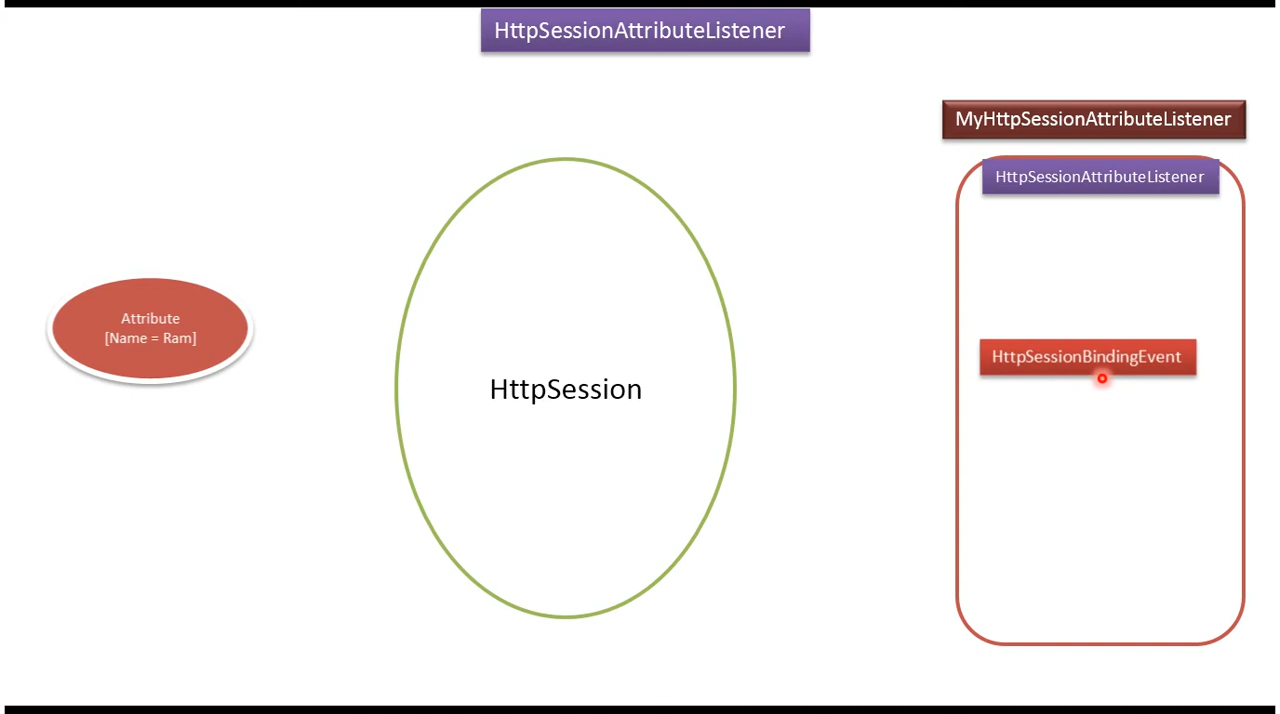 HttpSessionAttributeListener
MyHttpSessionAttributeListener
HttpSessionAttributeListener
Attribute
[Name = Ram]
HttpSessionBindingEvent
HttpSession